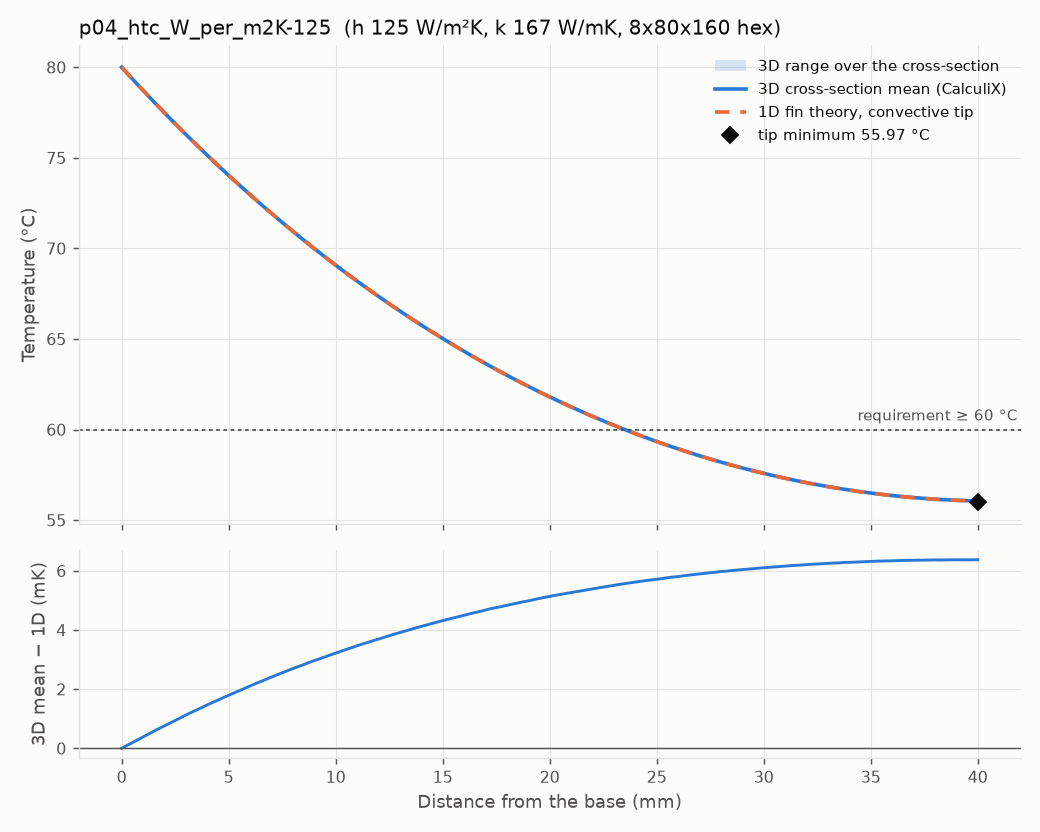 p04_htc_W_per_m2K-125  (h 125 W/m²K, k 167 W/mK, 8x80x160 hex)
3D range over the cross-section
3D cross-section mean (CalculiX)
1D fin theory, convective tip
tip minimum 55.97 °C
Temperature (°C)
80
75
70
65
60
55
requirement ≥ 60 °C
3D mean − 1D (mK)
6
4
2
0
0 5 10 15 20 25 30 35 40
Distance from the base (mm)